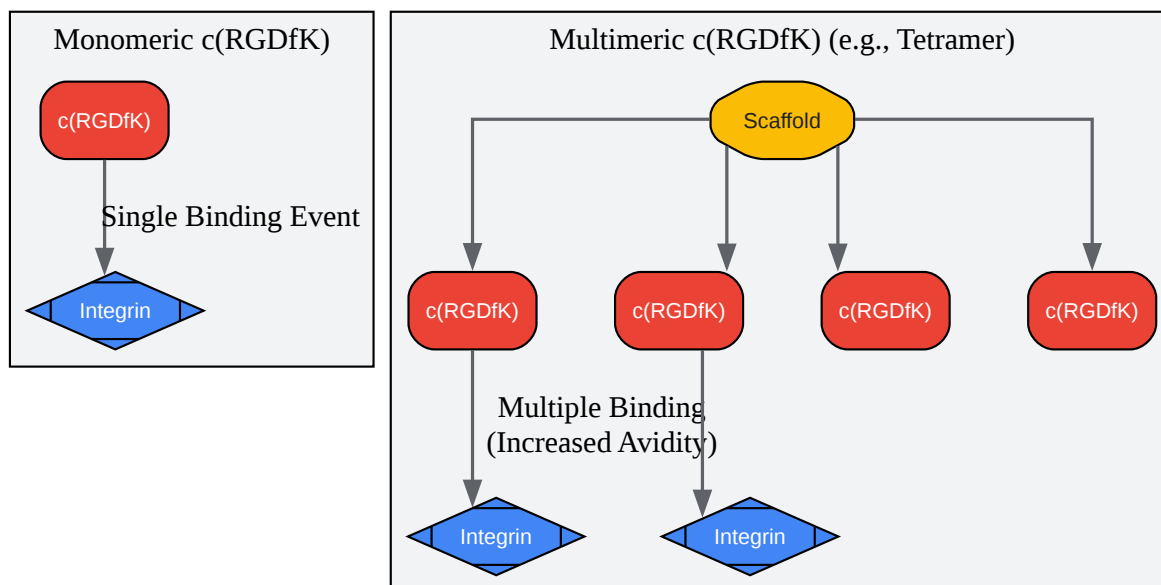 Monomeric c(RGDfK)
c(RGDfK)
Single Binding Event
Integrin
Multimeric c(RGDfK) (e.g., Tetramer)
Scaffold
c(RGDfK)
c(RGDfK)
c(RGDfK)
c(RGDfK)
Multiple Binding
(Increased Avidity)
Integrin
Integrin